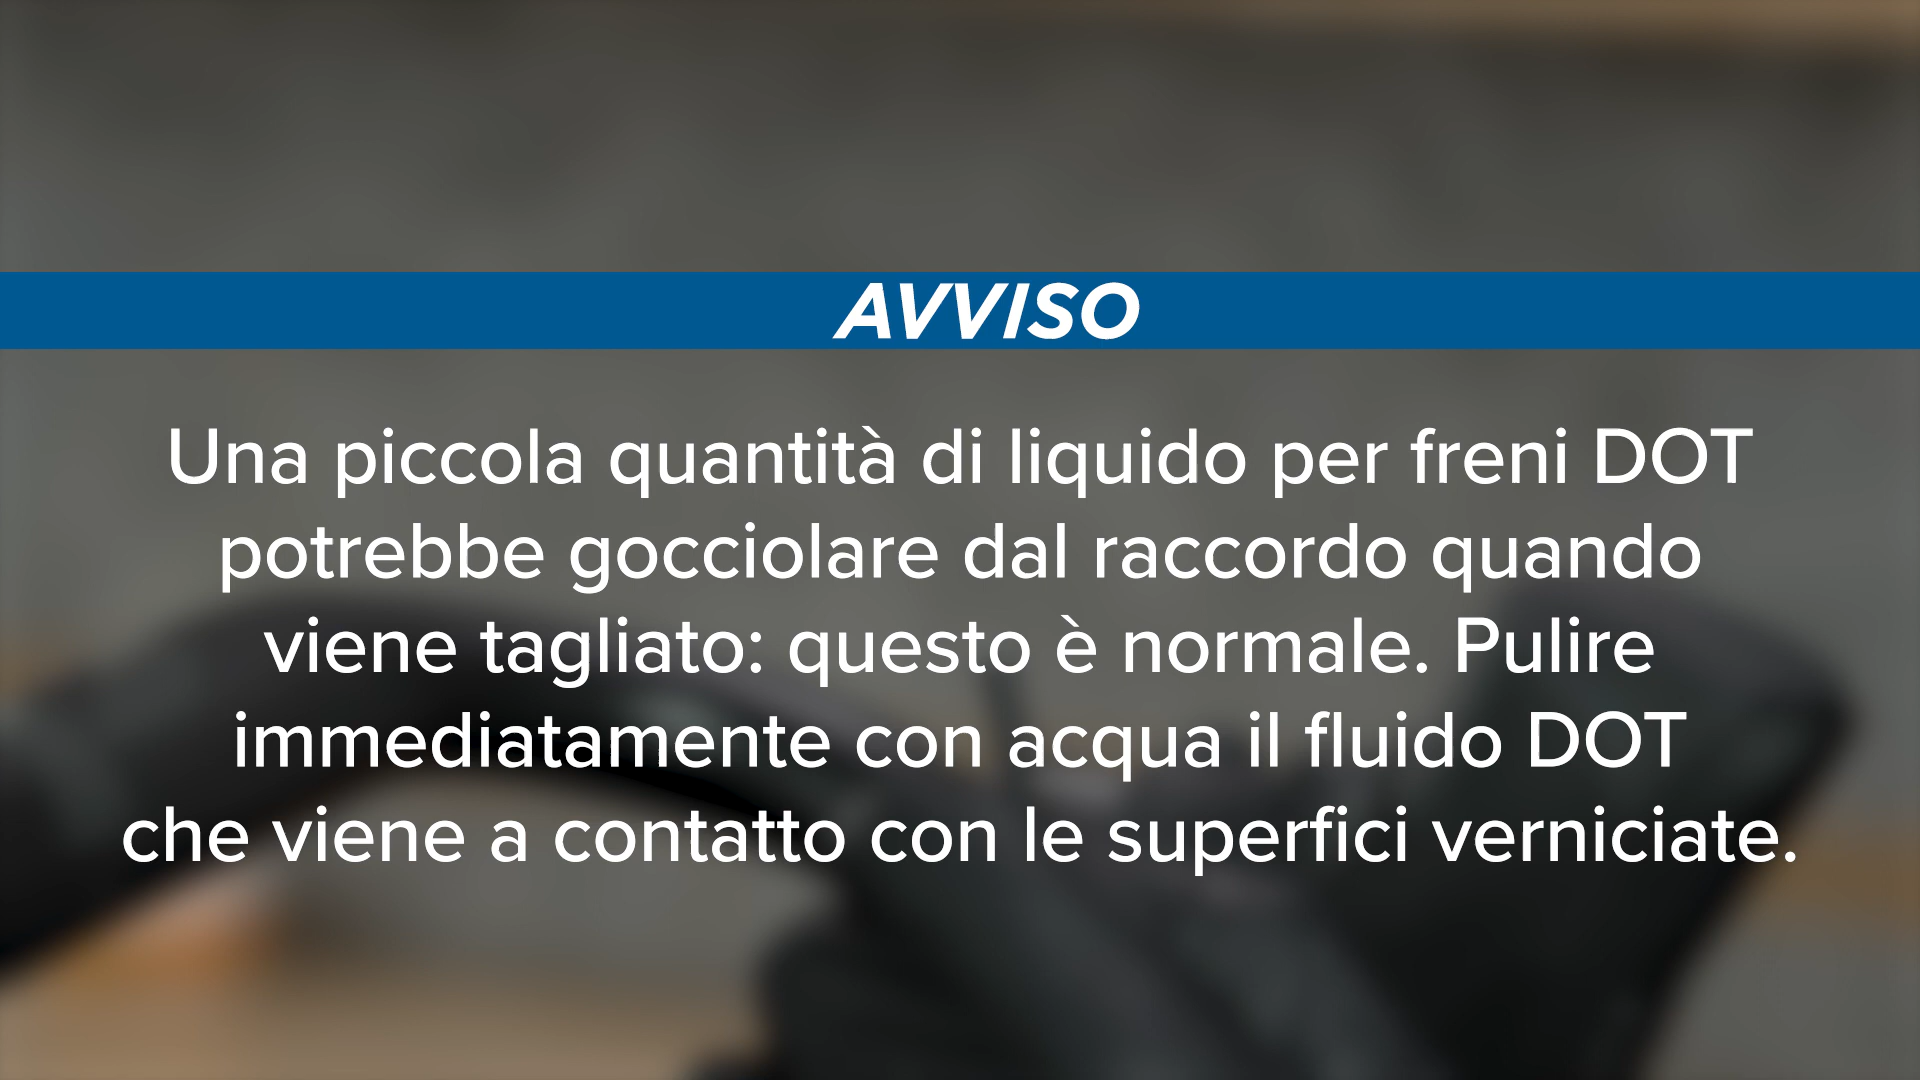 AVVISO
Una piccola quantità di liquido per freni DOT
potrebbe gocciolare dal raccordo quando
viene tagliato: questo è normale. Pulire
immediatamente con acqua il fluido DOT
che viene a contatto con le superfici verniciate.